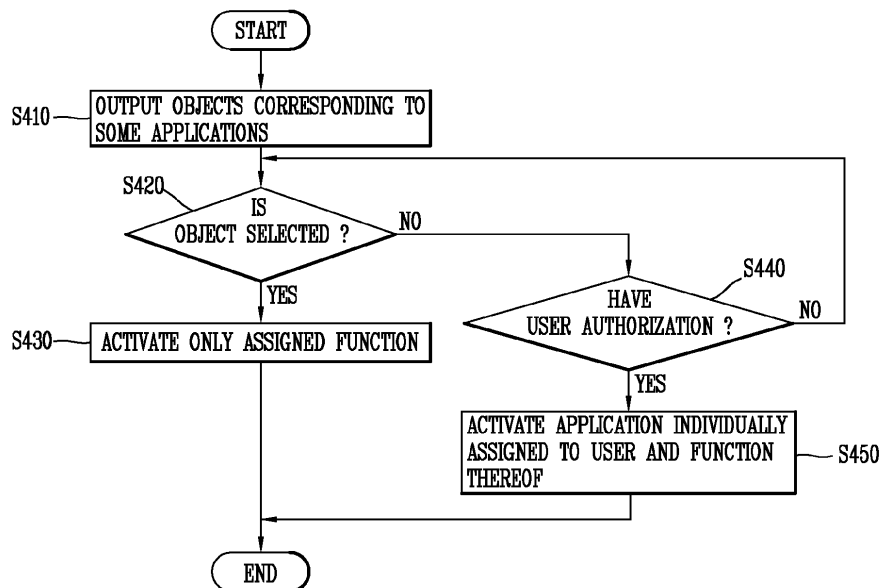 START
S410
OUTPUT OBJECTS CORRESPONDING TO
SOME APPLICATIONS
S420
IS
OBJECT SELECTED ?
NO
YES
S440
HAVE
USER AUTHORIZATION ?
NO
YES
S430
ACTIVATE ONLY ASSIGNED FUNCTION
ACTIVATE APPLICATION INDIVIDUALLY
ASSIGNED TO USER AND FUNCTION
THEREOF
S450
END